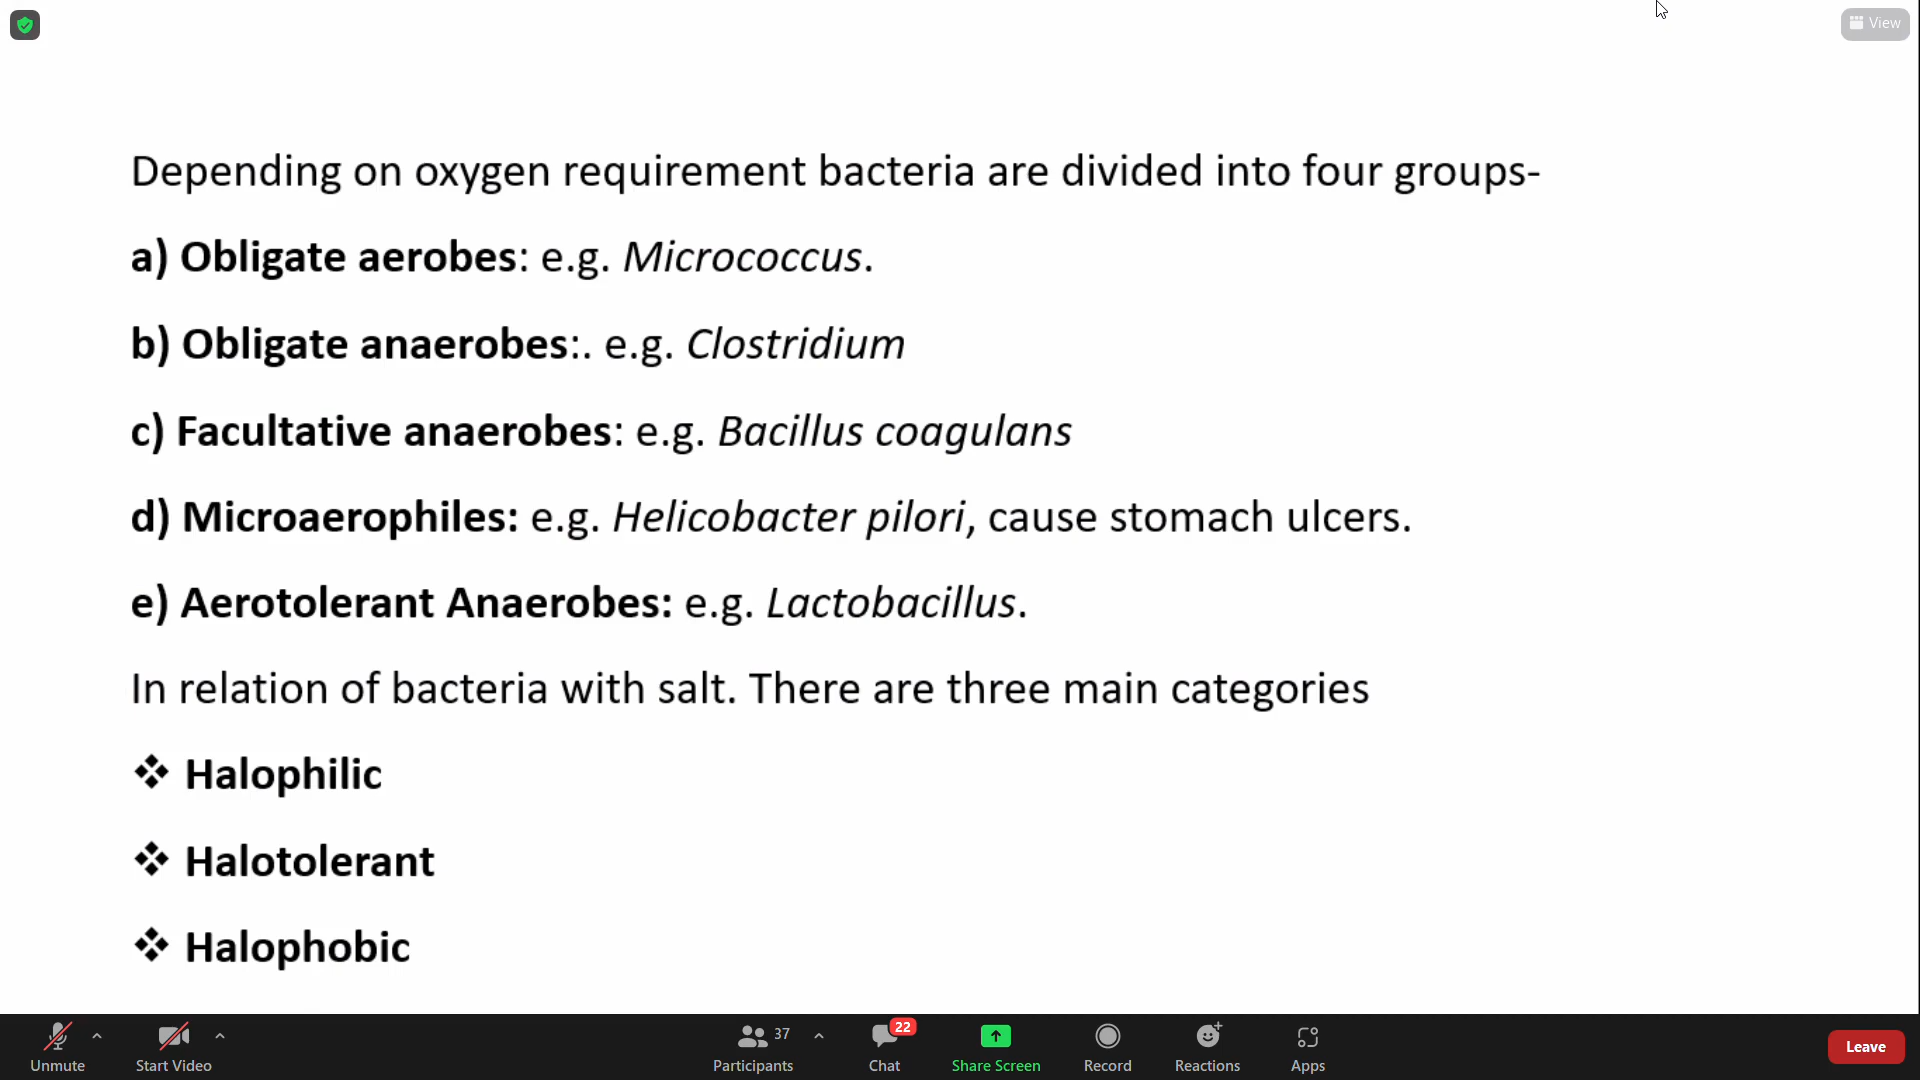 View
Depending on oxygen requirement bacteria are divided into four groups-
a) Obligate aerobes: e.g. Micrococcus.
b) Obligate anaerobes:. e.g. Clostridium
c) Facultative anaerobes: e.g. Bacillus coagulans
d) Microaerophiles: e.g. Helicobacter pilori, cause stomach ulcers.
e) Aerotolerant Anaerobes: e.g. Lactobacillus.
In relation of bacteria with salt. There are three main categories
❖ Halophilic
❖ Halotolerant
❖ Halophobic
37 22
Unmute Start Video Participants Chat Share Screen Record Reactions Apps Leave